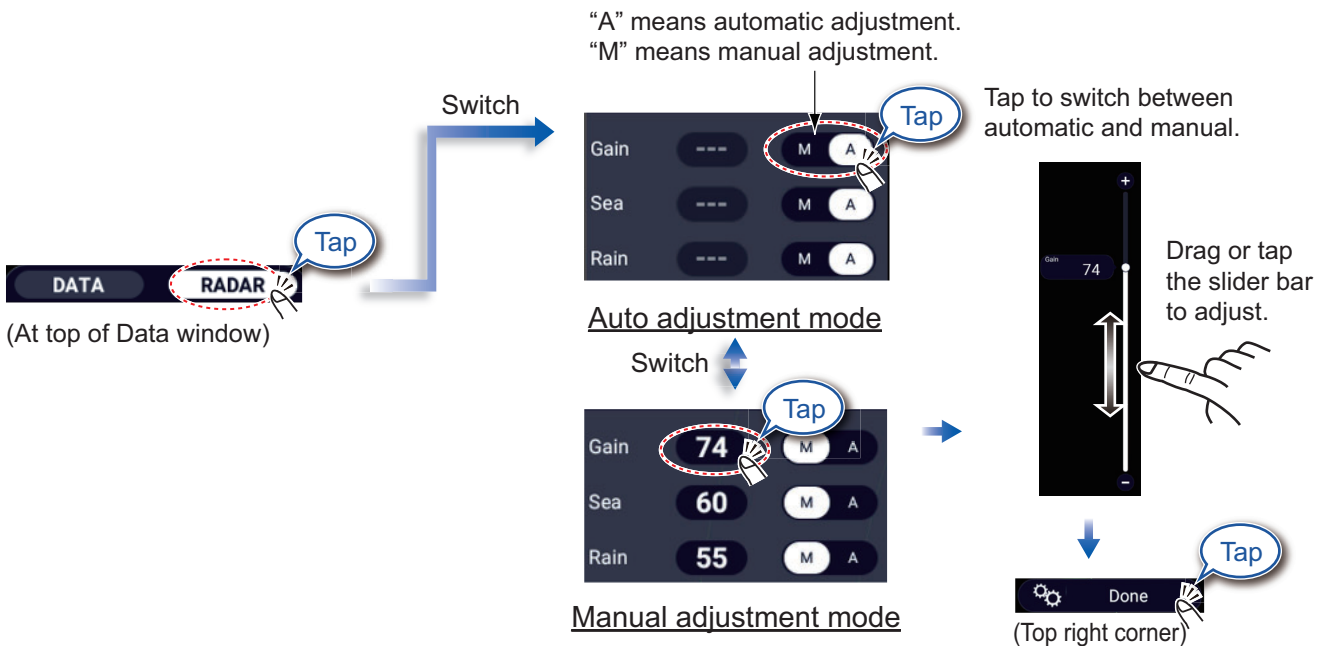 “A” means automatic adjustment.
“M” means manual adjustment.
Switch
Tap
Tap to switch between
automatic and manual.
Gain
---
M
A
Sea
---
M
A
Rain
---
M
A
Auto adjustment mode
Tap
DATA
RADAR
(At top of Data window)
Switch
Tap
Gain
74
M
A
Sea
60
M
A
Rain
55
M
A
Manual adjustment mode
+
Gain
74
-
Drag or tap
the slider bar
to adjust.
Tap
Done
(Top right corner)